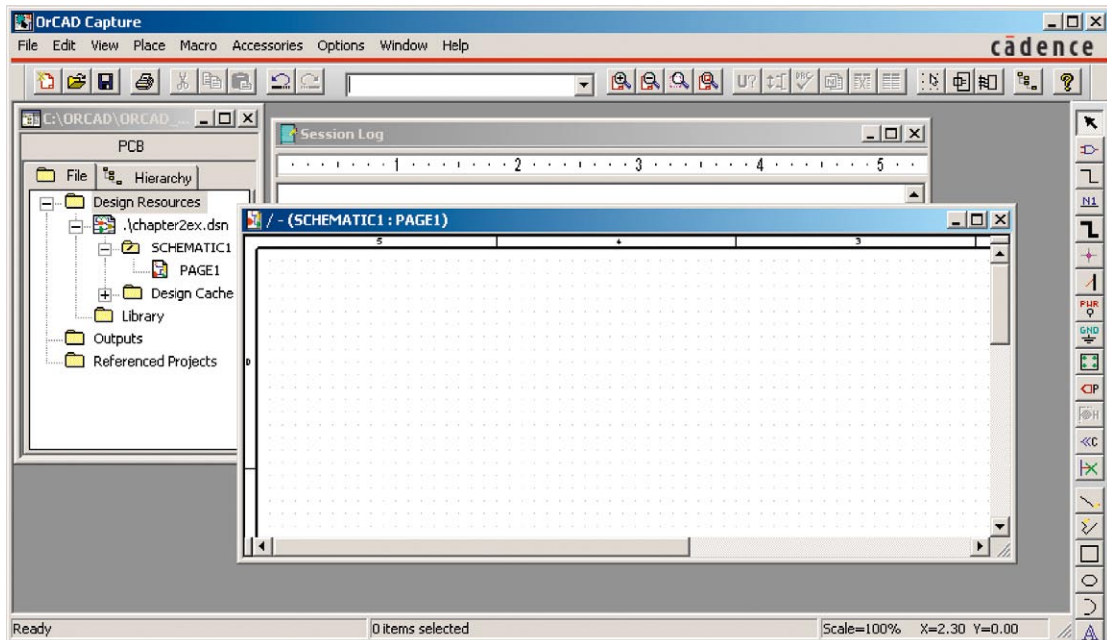 OrCAD Capture
File Edit View Place Macro Accessories Options Window Help
cādence
U? DRC
C:\ORCAD\ORCAD_...
PCB
File Hierarchy
Design Resources
.\chapter2ex.dsn
SCHEMATIC1
PAGE1
Design Cache
Library
Outputs
Referenced Projects
Session Log
1 2 3 4 5
/ - (SCHEMATIC1 : PAGE1)
5 4 3
D
N1
PWR
GND
P
H
C
A
Ready 0 items selected Scale=100% X=2.30 Y=0.00